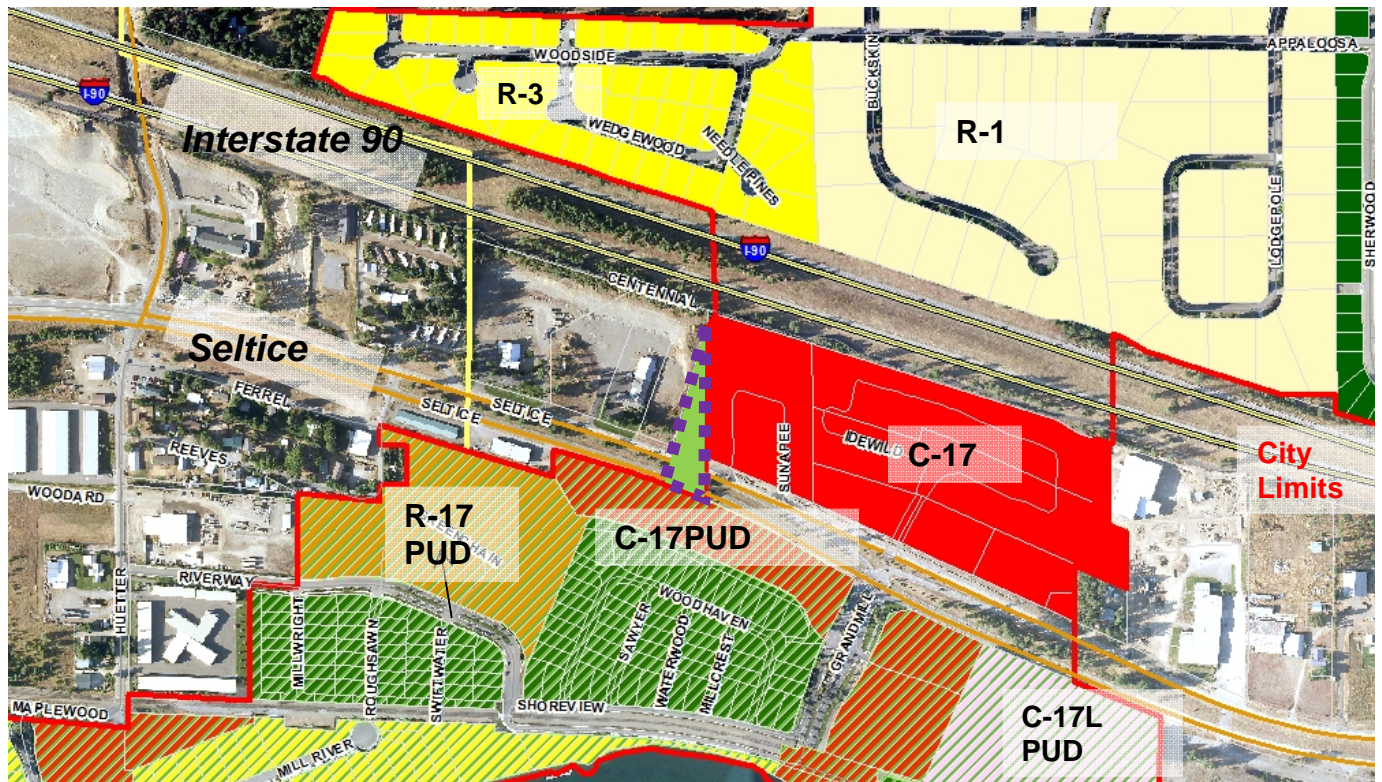 WOODSIDE
APPALOOSA
BUCKSKIN
R-3
I-90
Interstate 90
WEDGEWOOD
NEEDLE PINES
R-1
LODGEPOLE
SHERWOOD
I-90
CENTENNIAL
Seltice
FERREL
SELTICE
SELTICE
REEVES
SUNAPEE
IDEWILD
C-17
City
Limits
WOODARD
R-17
PUD
C-17PUD
HUETTER
RIVERWAY
MILLWRIGHT
ROUGHSAWN
SWIFTWATER
SAWYER
WOODHAVEN
WATERWOOD
MILLCREST
GRANDMILL
MAPLEWOOD
SHOREVIEW
C-17L
PUD
MILL RIVER